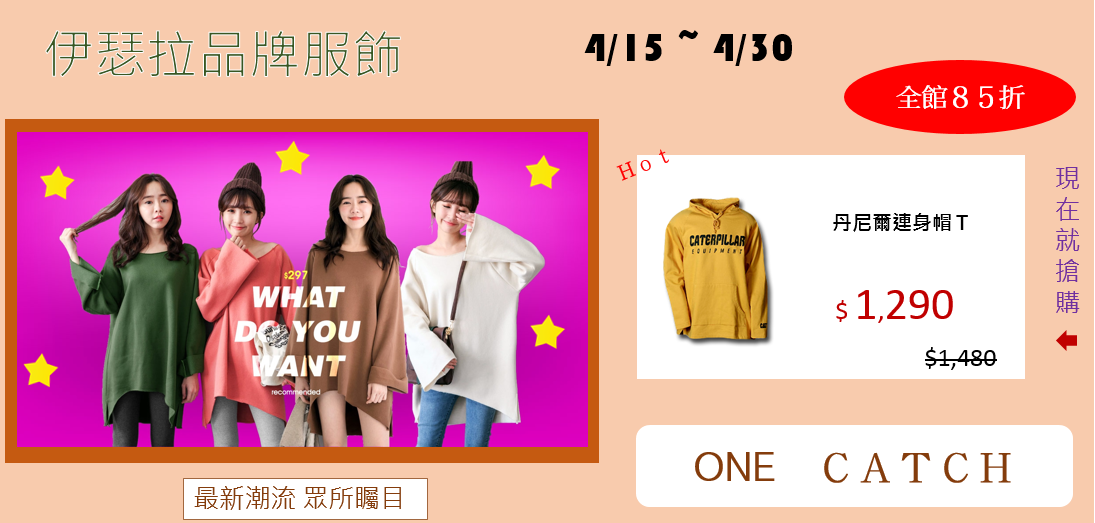 伊瑟拉品牌服飾
4/15 ~ 4/30
全館８５折
$297
WHAT
DO YOU
WANT
recommended
最新潮流 眾所矚目
Hot
CATERPILLAR
EQUIPMENT
CAT
丹尼爾連身帽Ｔ
$ 1,290
$1,480
現在就搶購
ONE CATCH